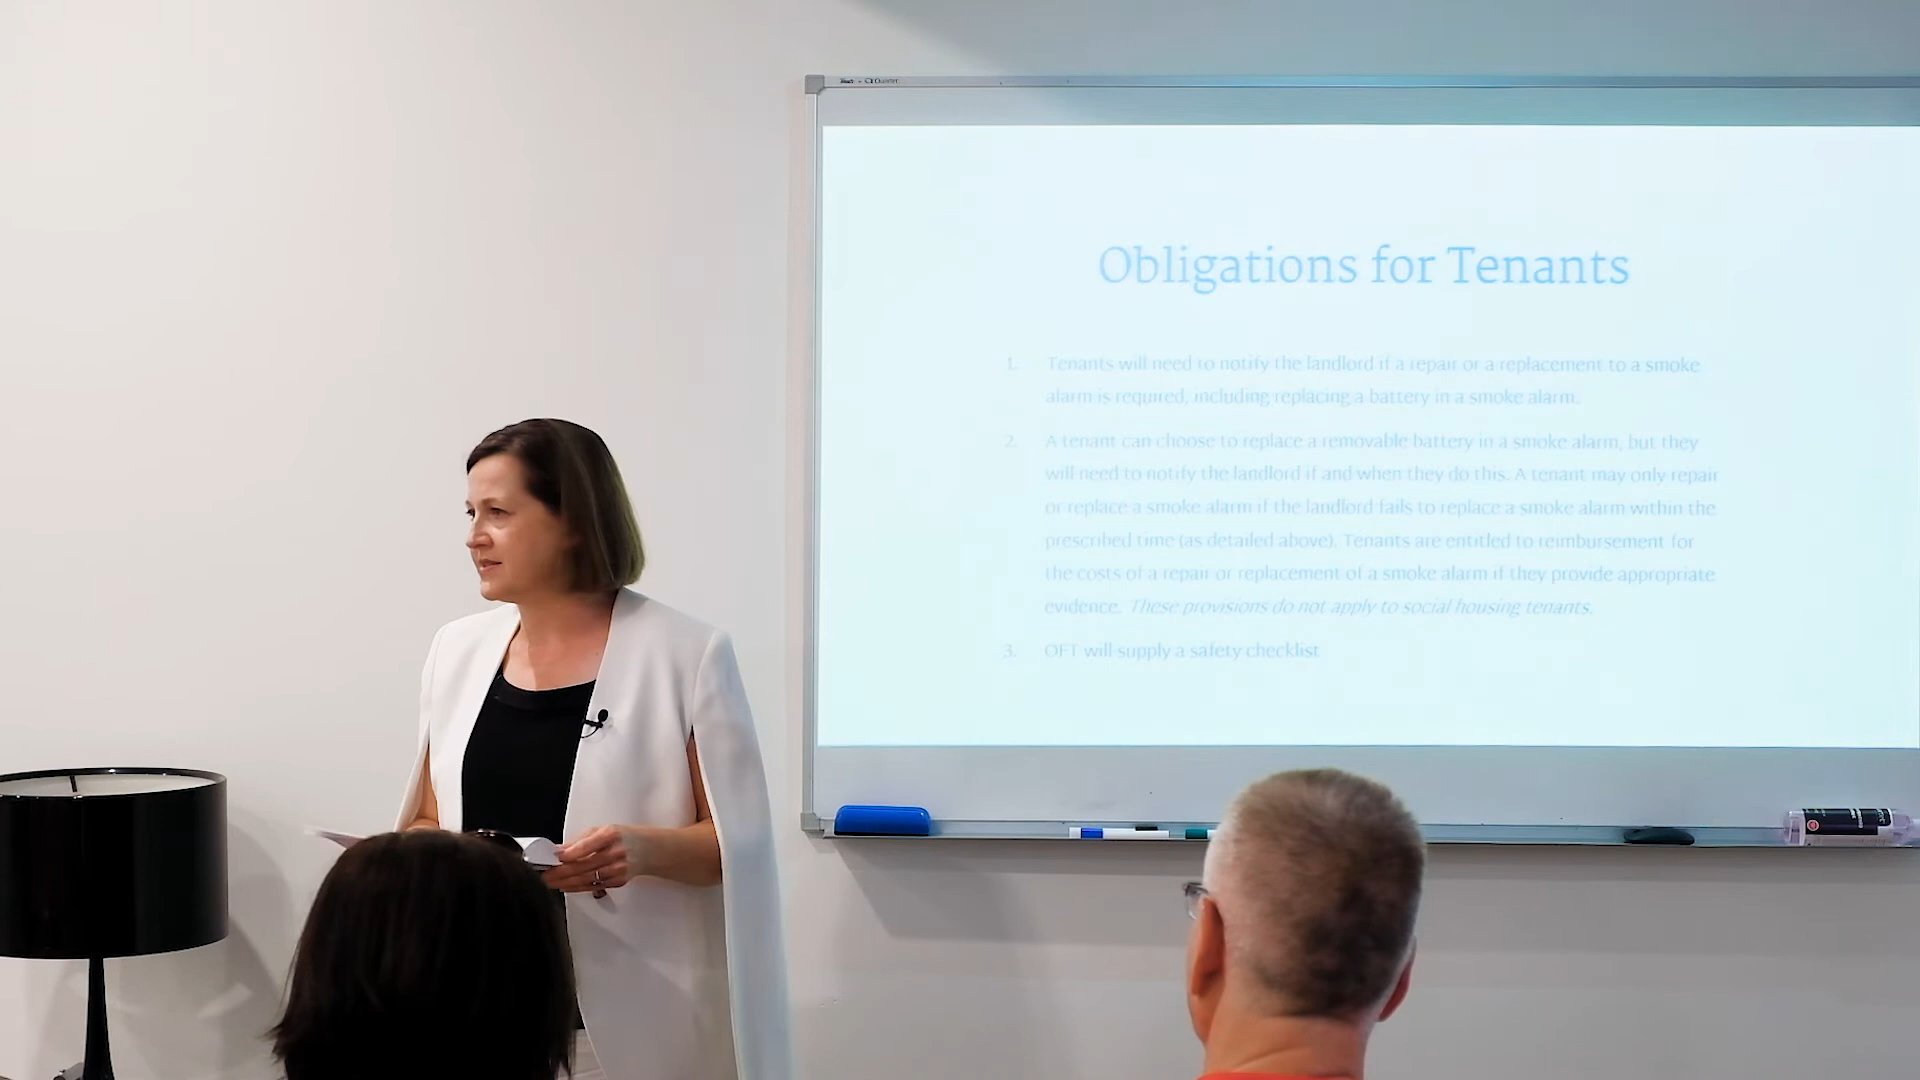 Quartet
Obligations for Tenants
1. Tenants will need to notify the landlord if a repair or a replacement to a smoke
alarm is required, including replacing a battery in a smoke alarm.
2. A tenant can choose to replace a removable battery in a smoke alarm, but they
will need to notify the landlord if and when they do this. A tenant may only repair
or replace a smoke alarm if the landlord fails to replace a smoke alarm within the
prescribed time (as detailed above). Tenants are entitled to reimbursement for
the costs of a repair or replacement of a smoke alarm if they provide appropriate
evidence. These provisions do not apply to social housing tenants.
3. OFT will supply a safety checklist